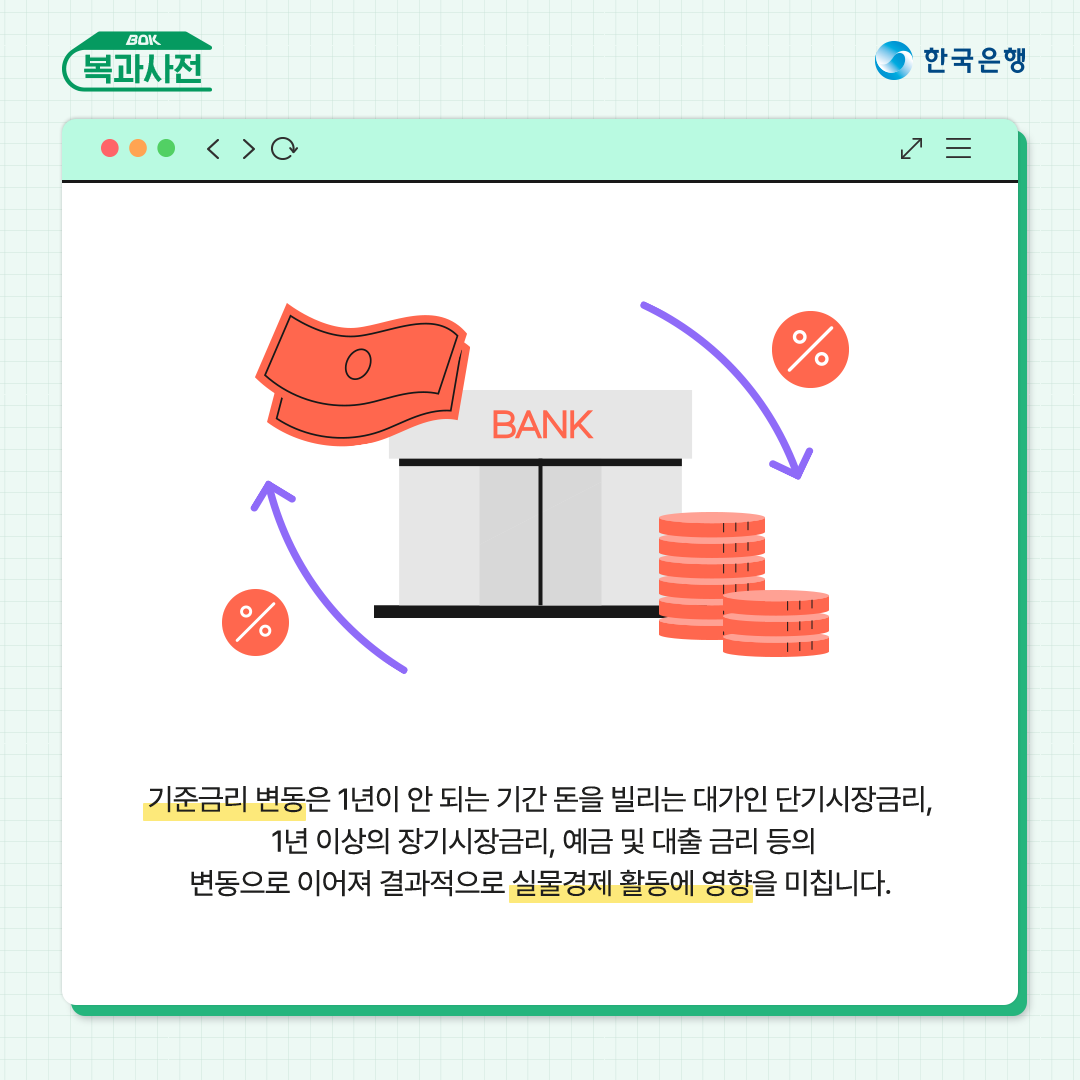 BOK
복과사전
한국은행
BANK
기준금리 변동은 1년이 안 되는 기간 돈을 빌리는 대가인 단기시장금리,
1년 이상의 장기시장금리, 예금 및 대출 금리 등의
변동으로 이어져 결과적으로 실물경제 활동에 영향을 미칩니다.